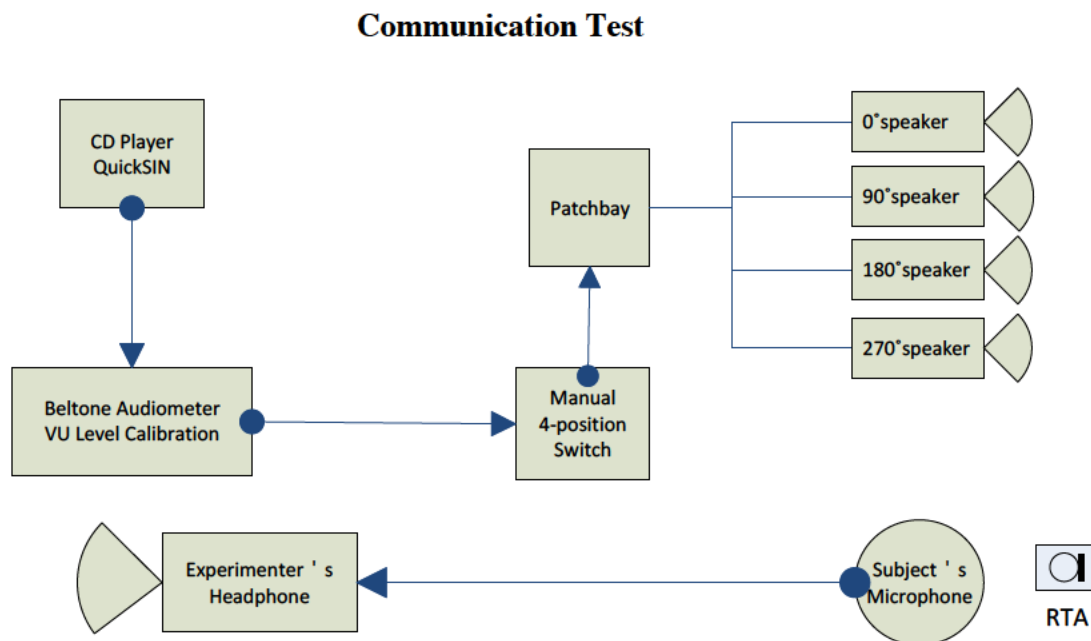 Communication Test
CD Player
QuickSIN
Patchbay
0˚speaker
90˚speaker
180˚speaker
270˚speaker
Beltone Audiometer
VU Level Calibration
Manual
4-position
Switch
Experimenter ' s
Headphone
Subject ' s
Microphone
RTA